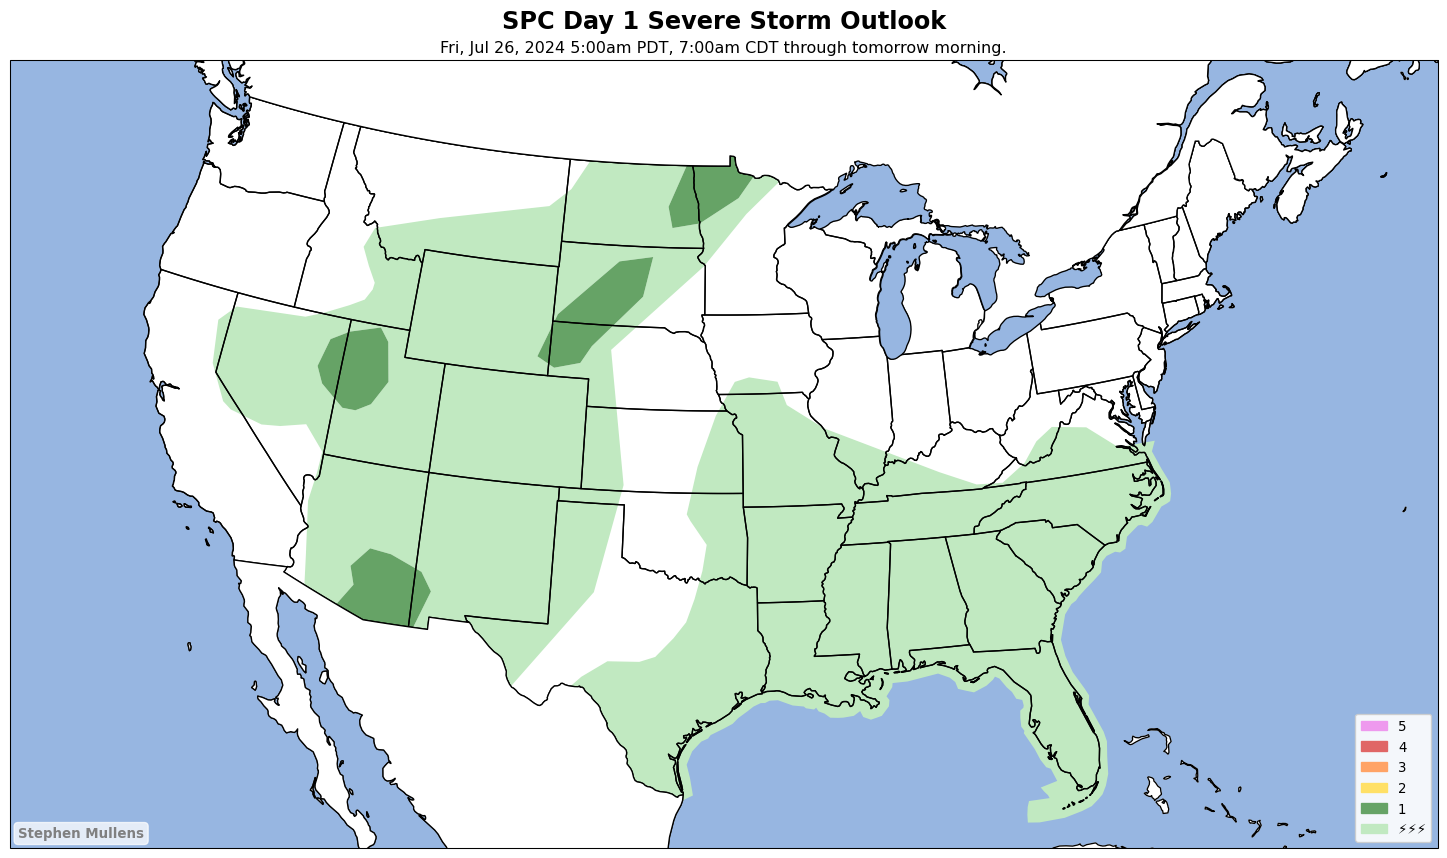 SPC Day 1 Severe Storm Outlook
Fri, Jul 26, 2024 5:00am PDT, 7:00am CDT through tomorrow morning.
5
4
3
2
1
⚡⚡⚡
Stephen Mullens